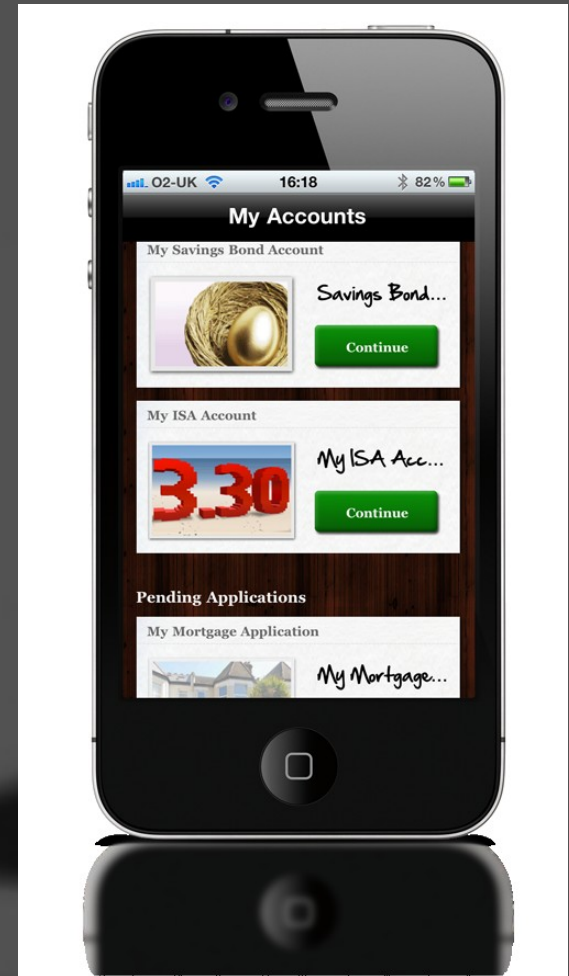 O2-UK 16:18 82%
My Accounts
My Savings Bond Account
Savings Bond...
Continue
My ISA Account
3.30
My ISA Acc...
Continue
Pending Applications
My Mortgage Application
My Mortgage...